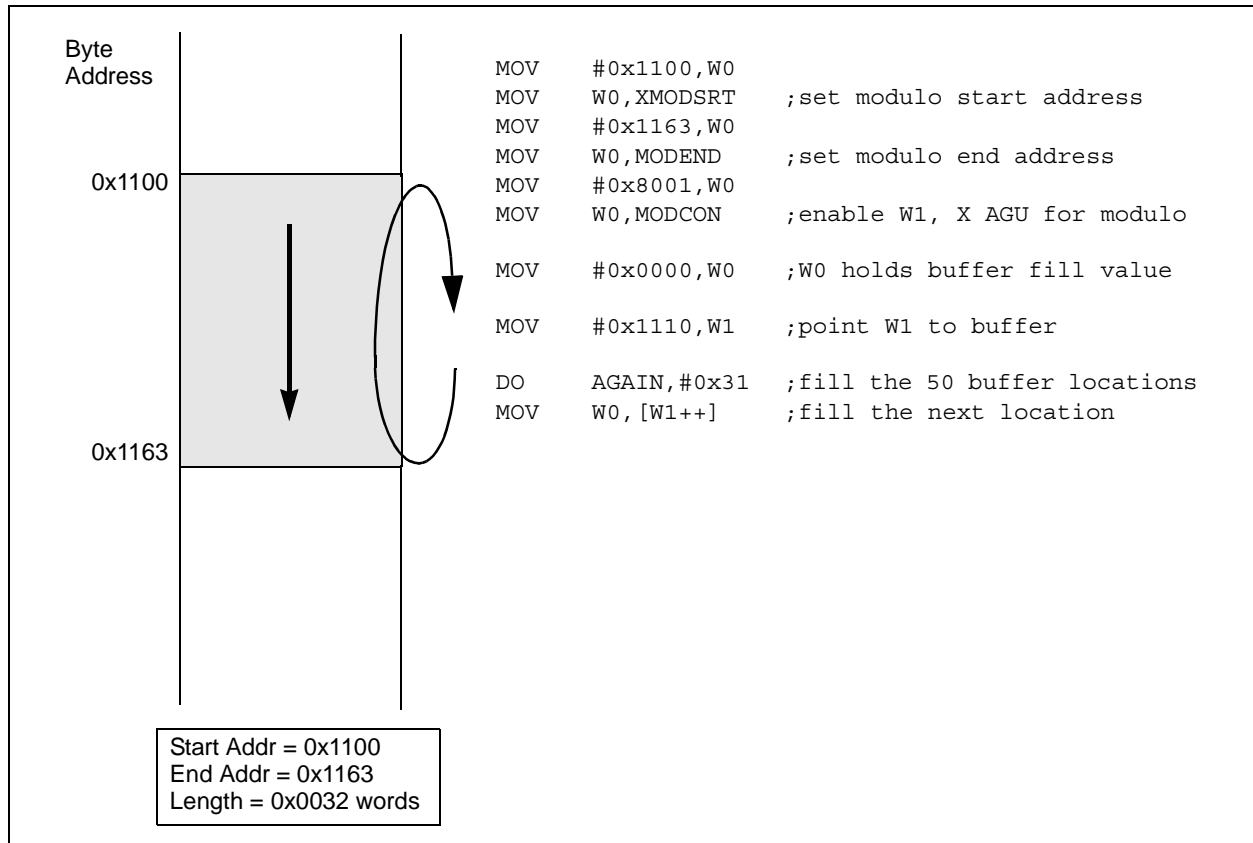 Byte
Address
0x1100
0x1163
MOV #0x1100,W0
MOV W0,XMODSRT ;set modulo start address
MOV #0x1163,W0
MOV W0,MODEND ;set modulo end address
MOV #0x8001,W0
MOV W0,MODCON ;enable W1, X AGU for modulo
MOV #0x0000,W0 ;W0 holds buffer fill value
MOV #0x1110,W1 ;point W1 to buffer
DO AGAIN,#0x31 ;fill the 50 buffer locations
MOV W0,[W1++] ;fill the next location
Start Addr = 0x1100
End Addr = 0x1163
Length = 0x0032 words